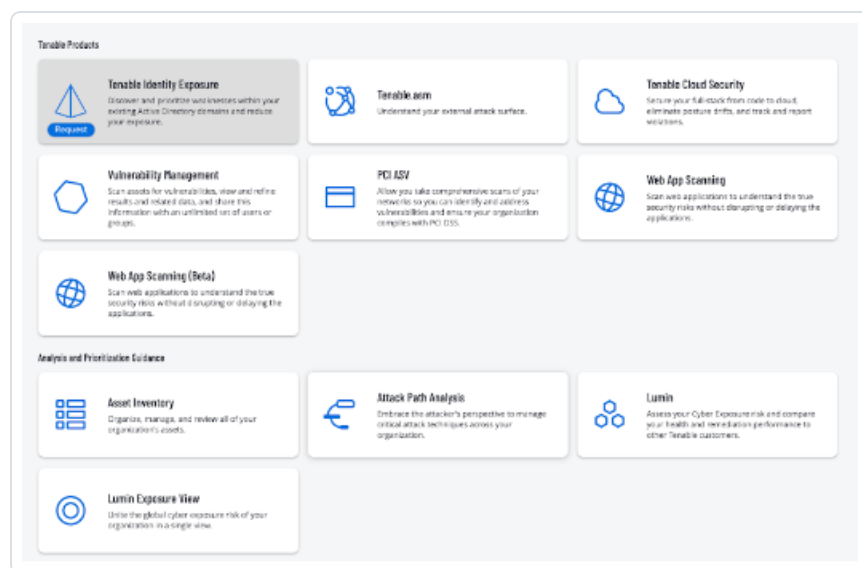 Tenable Products
Tenable Identity Exposure
Discover and prioritize weaknesses within your
existing Active Directory domains and reduce
your exposure.
Request
Tenable.asm
Understand your external attack surface.
Tenable Cloud Security
Secure your full-stack from code to cloud,
eliminate posture drifts, and track and report
violations.
Vulnerability Management
Scan assets for vulnerabilities, view and refine
results and related data, and share this
information with an unlimited set of users or
groups.
PCI ASV
Allow you take comprehensive scans of your
networks so you can identify and address
vulnerabilities and ensure your organization
complies with PCI DSS.
Web App Scanning
Scan web applications to understand the true
security risks without disrupting or delaying the
applications.
Web App Scanning (Beta)
Scan web applications to understand the true
security risks without disrupting or delaying the
applications.
Analysis and Prioritization Guidance
Asset Inventory
Organize, manage, and review all of your
organization's assets.
Attack Path Analysis
Embrace the attacker's perspective to manage
critical attack techniques across your
organization.
Lumin
Assess your Cyber Exposure risk and compare
your health and remediation performance to
other Tenable customers.
Lumin Exposure View
Unite the global cyber exposure risk of your
organization in a single view.